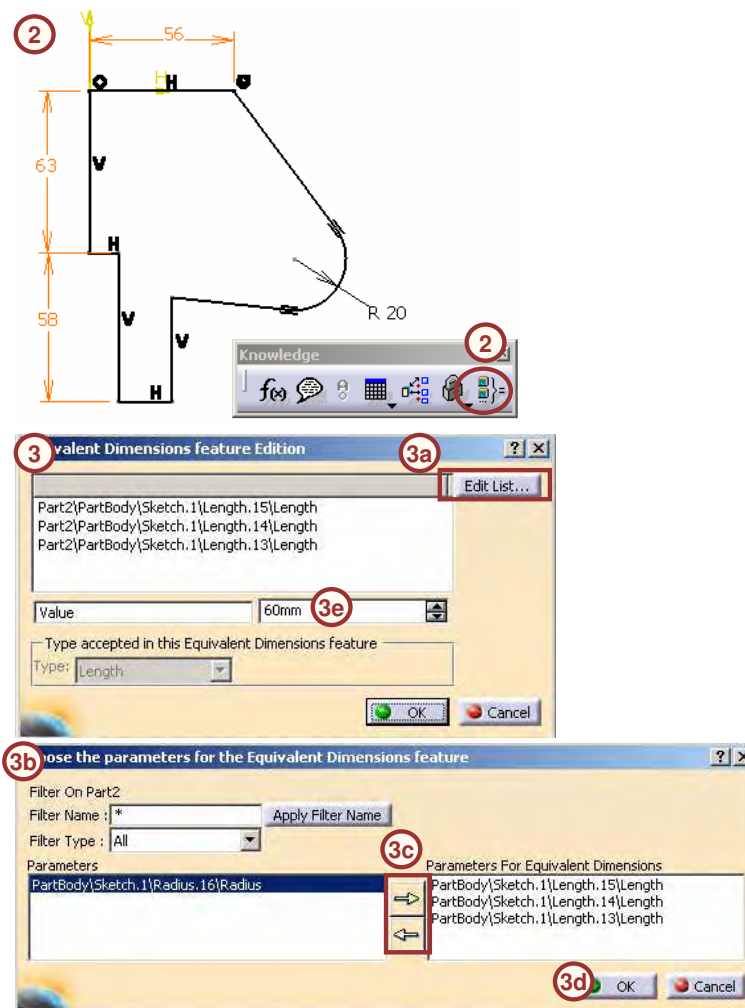 2
V
56
H
H
63
V
H
58
V
V
H
R 20
2
Knowledge
f(x)
3
valent Dimensions feature Edition
3a
Edit List...
Part2\PartBody\Sketch.1\Length.15\Length
Part2\PartBody\Sketch.1\Length.14\Length
Part2\PartBody\Sketch.1\Length.13\Length
Value
60mm
3e
Type accepted in this Equivalent Dimensions feature
Type:
Length
OK
Cancel
3b
ose the parameters for the Equivalent Dimensions feature
Filter On Part2
Filter Name : *
Apply Filter Name
Filter Type : All
3c
Parameters
Parameters For Equivalent Dimensions
PartBody\Sketch.1\Radius.16\Radius
PartBody\Sketch.1\Length.15\Length
PartBody\Sketch.1\Length.14\Length
PartBody\Sketch.1\Length.13\Length
3d
OK
Cancel